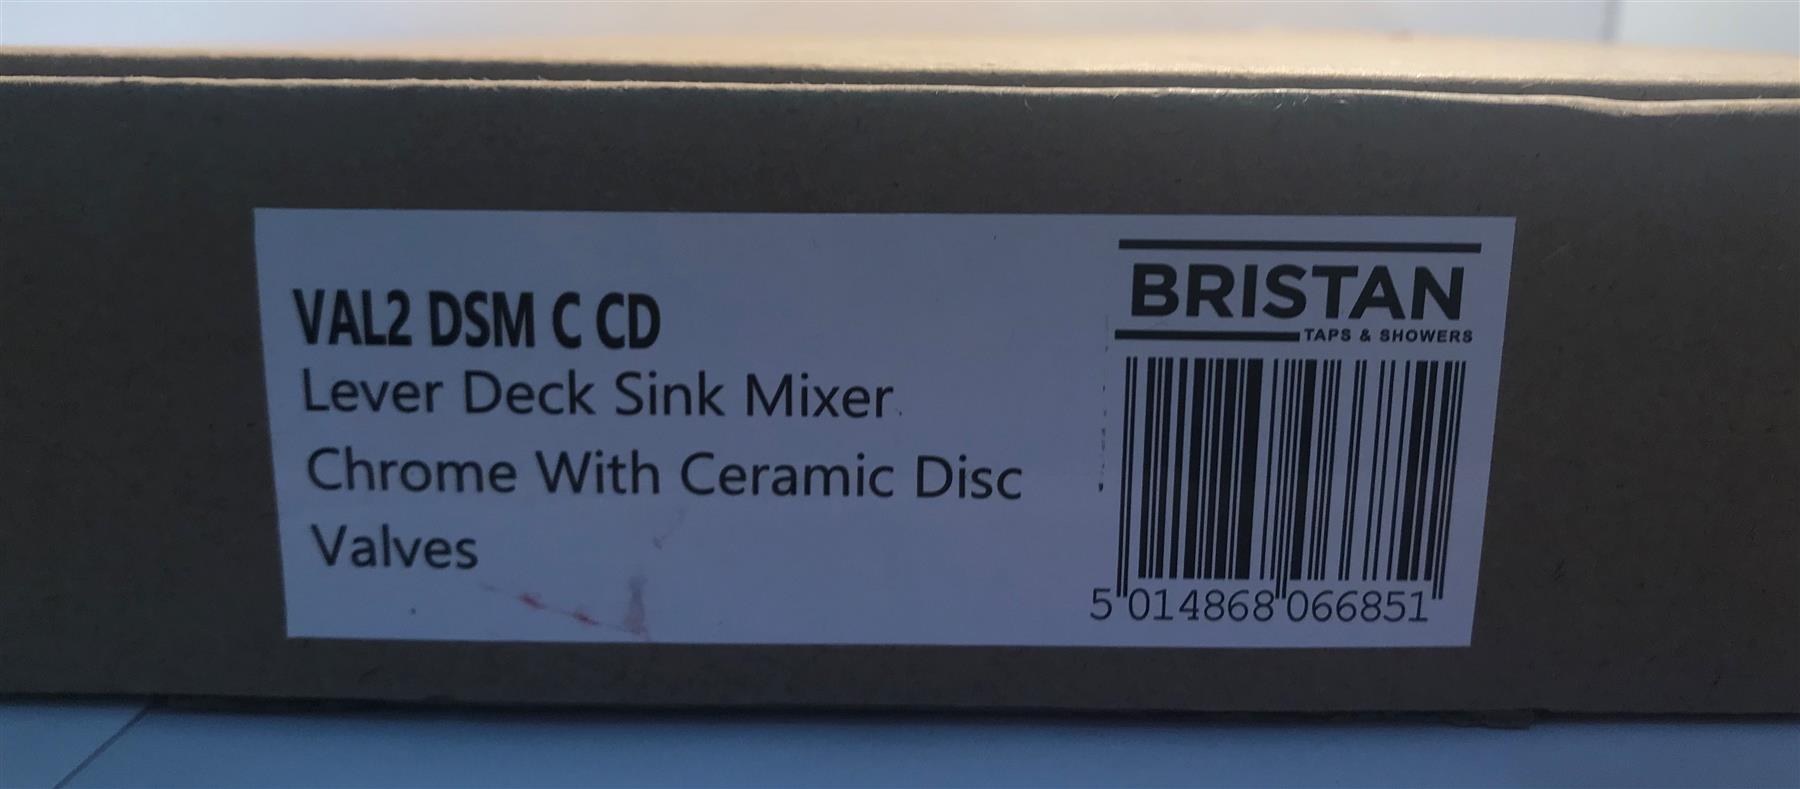 VAL2 DSM C CD
Lever Deck Sink Mixer
Chrome With Ceramic Disc
Valves
BRISTAN
TAPS & SHOWERS
5 014868 066851